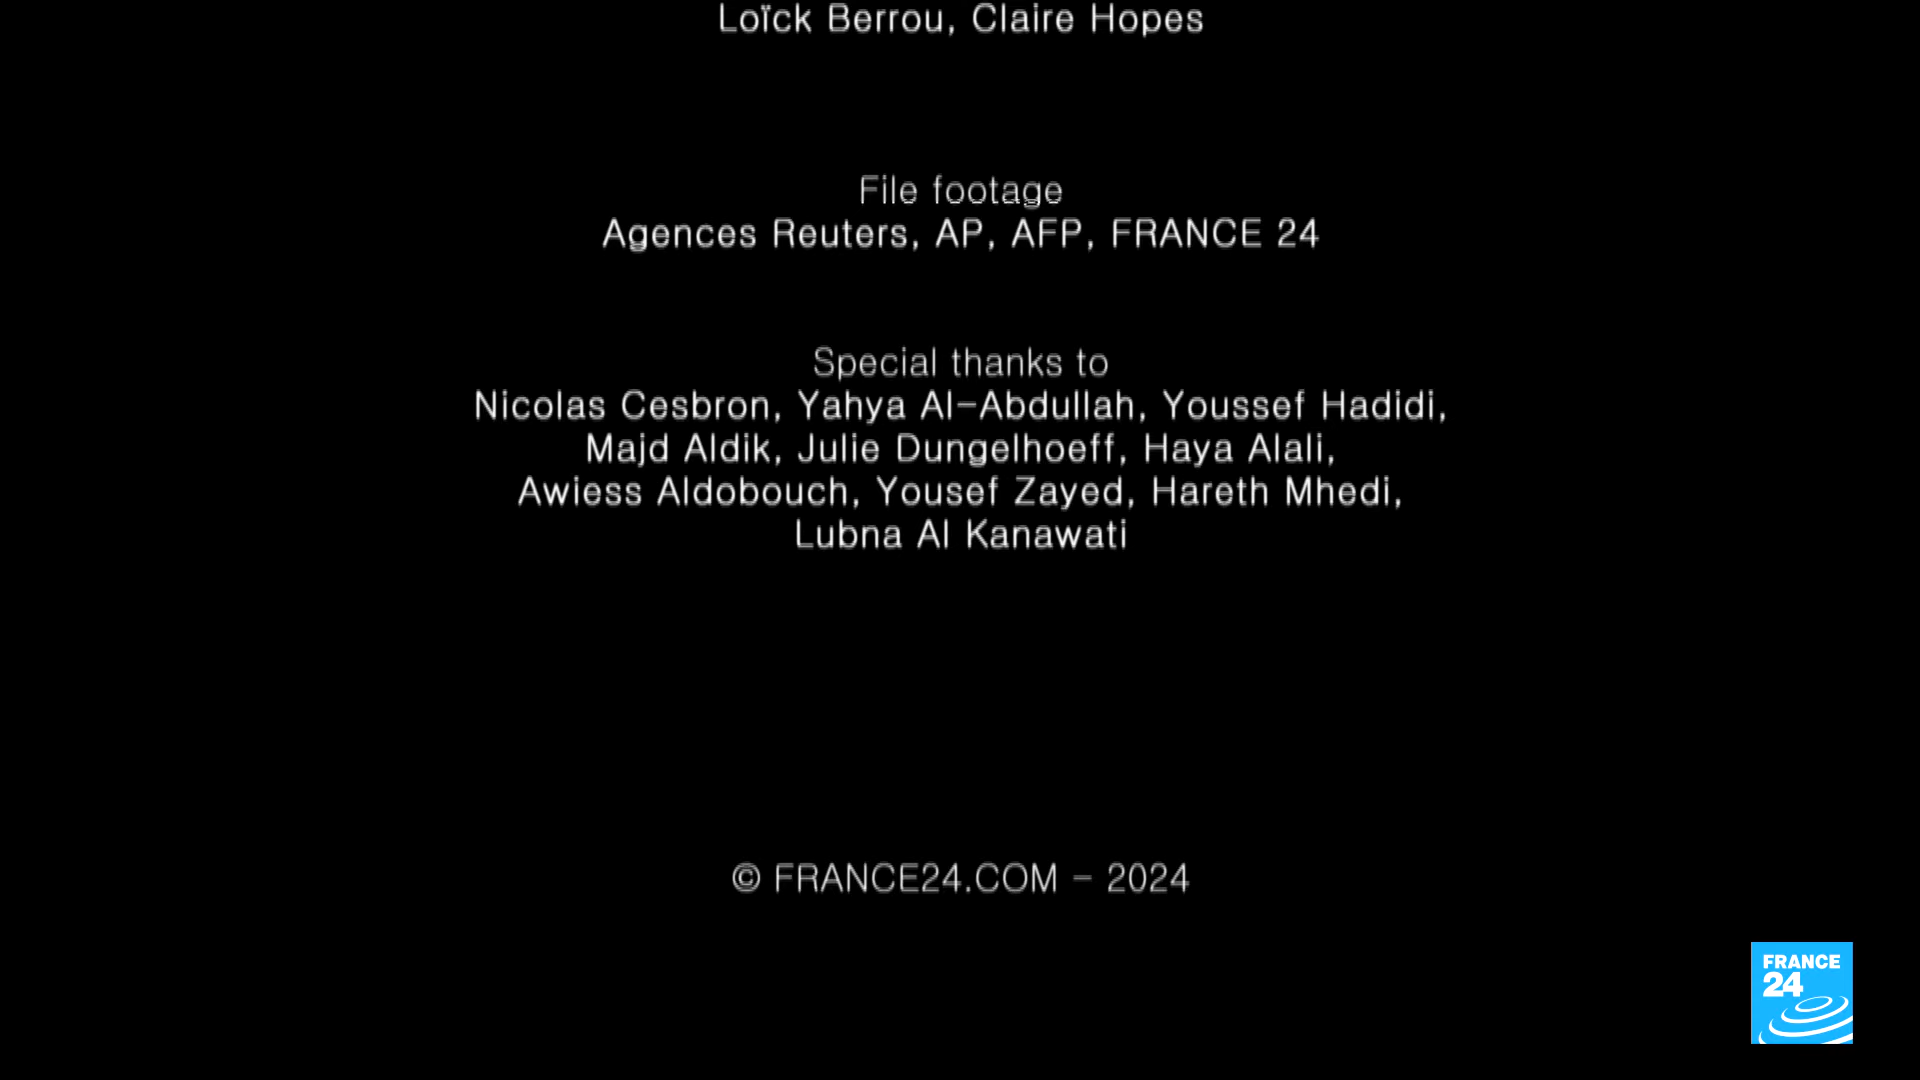 Loïck Berrou, Claire Hopes
File footage
Agences Reuters, AP, AFP, FRANCE 24
Special thanks to
Nicolas Cesbron, Yahya Al-Abdullah, Youssef Hadidi,
Majd Aldik, Julie Dungelhoeff, Haya Alali,
Awiess Aldobouch, Yousef Zayed, Hareth Mhedi,
Lubna Al Kanawati
© FRANCE24.COM - 2024
FRANCE
24